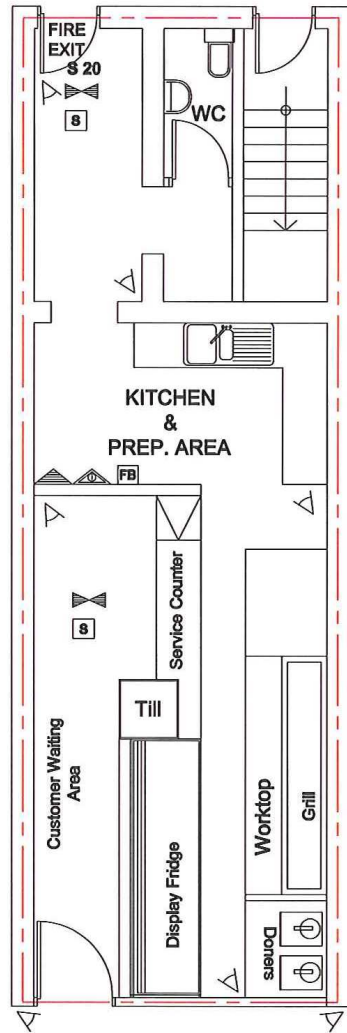 FIRE
EXIT
S 20
S
WC
KITCHEN
&
PREP. AREA
FB
S
Service Counter
Till
Customer Waiting
Area
Display Fridge
Worktop
Grill
Doners